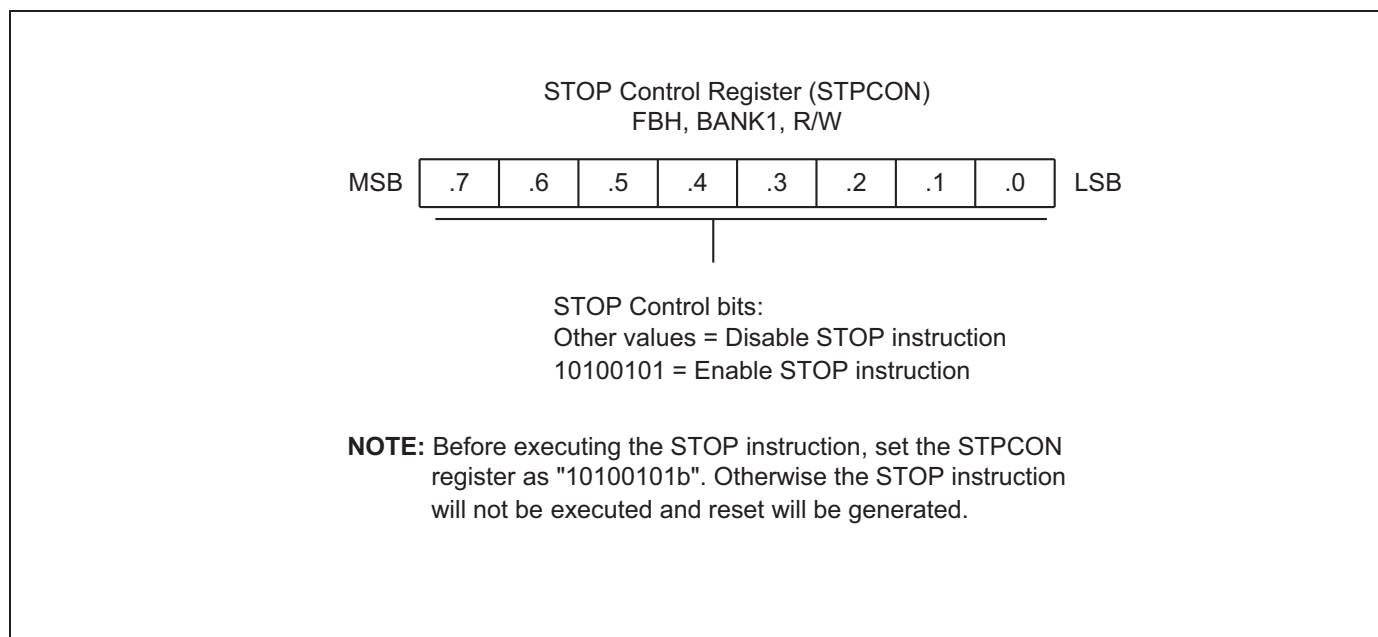 STOP Control Register (STPCON)
FBH, BANK1, R/W
MSB .7 .6 .5 .4 .3 .2 .1 .0 LSB
STOP Control bits:
Other values = Disable STOP instruction
10100101 = Enable STOP instruction
NOTE: Before executing the STOP instruction, set the STPCON
register as "10100101b". Otherwise the STOP instruction
will not be executed and reset will be generated.